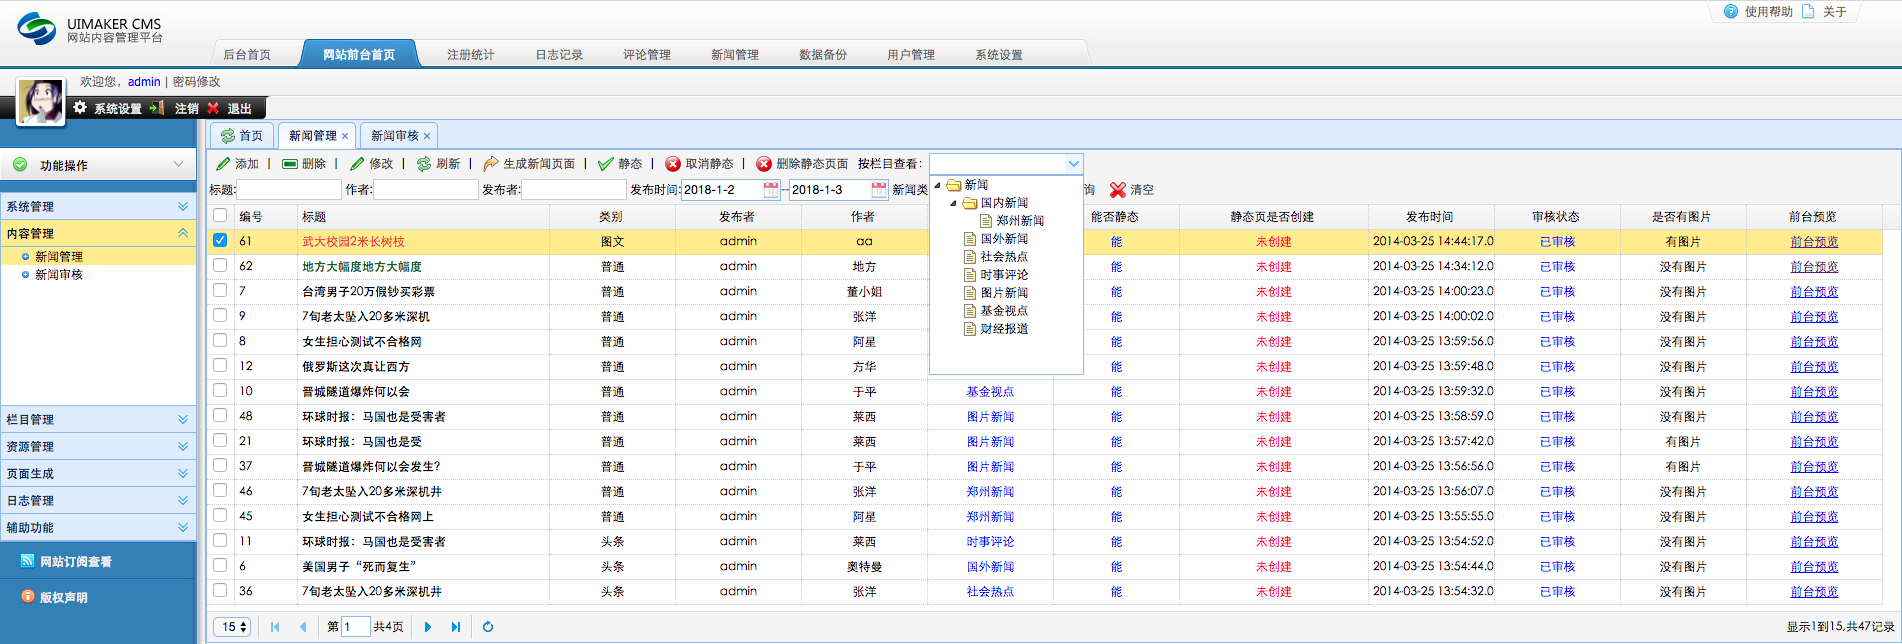 使用帮助 关于
UIMAKER CMS
网站内容管理平台
后台首页 网站前台首页 注册统计 日志记录 评论管理 新闻管理 数据备份 用户管理 系统设置
欢迎您，admin | 密码修改
系统设置 注销 退出
首页 新闻管理 × 新闻审核 ×
功能操作
添加 | 删除 | 修改 | 刷新 | 生成新闻页面 | 静态 | 取消静态 | 删除静态页面 按栏目查看：
标题: 作者: 发布者: 发布时间: 2018-1-2 -- 2018-1-3 新闻类 询 清空
系统管理
内容管理
新闻管理
新闻审核
栏目管理
资源管理
页面生成
日志管理
辅助功能
网站订阅查看
版权声明
新闻
国内新闻
郑州新闻
国外新闻
社会热点
时事评论
图片新闻
基金视点
财经报道
编号 标题 类别 发布者 作者 能否静态 静态页是否创建 发布时间 审核状态 是否有图片 前台预览
61 武大校园2米长树枝 图文 admin aa 能 未创建 2014-03-25 14:44:17.0 已审核 有图片 前台预览
62 地方大幅度地方大幅度 普通 admin 地方 能 未创建 2014-03-25 14:34:12.0 已审核 没有图片 前台预览
7 台湾男子20万假钞买彩票 普通 admin 董小姐 能 未创建 2014-03-25 14:00:23.0 已审核 没有图片 前台预览
9 7旬老太坠入20多米深机 普通 admin 张洋 能 未创建 2014-03-25 14:00:02.0 已审核 没有图片 前台预览
8 女生担心测试不合格网 普通 admin 阿星 能 未创建 2014-03-25 13:59:56.0 已审核 没有图片 前台预览
12 俄罗斯这次真让西方 普通 admin 方华 能 未创建 2014-03-25 13:59:48.0 已审核 没有图片 前台预览
10 晋城隧道爆炸何以会 普通 admin 于平 基金视点 能 未创建 2014-03-25 13:59:32.0 已审核 没有图片 前台预览
48 环球时报：马国也是受害者 普通 admin 莱西 图片新闻 能 未创建 2014-03-25 13:58:59.0 已审核 没有图片 前台预览
21 环球时报：马国也是受 普通 admin 莱西 图片新闻 能 未创建 2014-03-25 13:57:42.0 已审核 有图片 前台预览
37 晋城隧道爆炸何以会发生? 普通 admin 于平 图片新闻 能 未创建 2014-03-25 13:56:56.0 已审核 有图片 前台预览
46 7旬老太坠入20多米深机井 普通 admin 张洋 郑州新闻 能 未创建 2014-03-25 13:56:07.0 已审核 没有图片 前台预览
45 女生担心测试不合格网上 普通 admin 阿星 郑州新闻 能 未创建 2014-03-25 13:55:55.0 已审核 没有图片 前台预览
11 环球时报：马国也是受害者 头条 admin 莱西 时事评论 能 未创建 2014-03-25 13:54:52.0 已审核 没有图片 前台预览
6 美国男子“死而复生” 头条 admin 奥特曼 国外新闻 能 未创建 2014-03-25 13:54:44.0 已审核 没有图片 前台预览
36 7旬老太坠入20多米深机井 头条 admin 张洋 社会热点 能 未创建 2014-03-25 13:54:32.0 已审核 没有图片 前台预览
15 第 1 共4页 显示1到15,共47记录